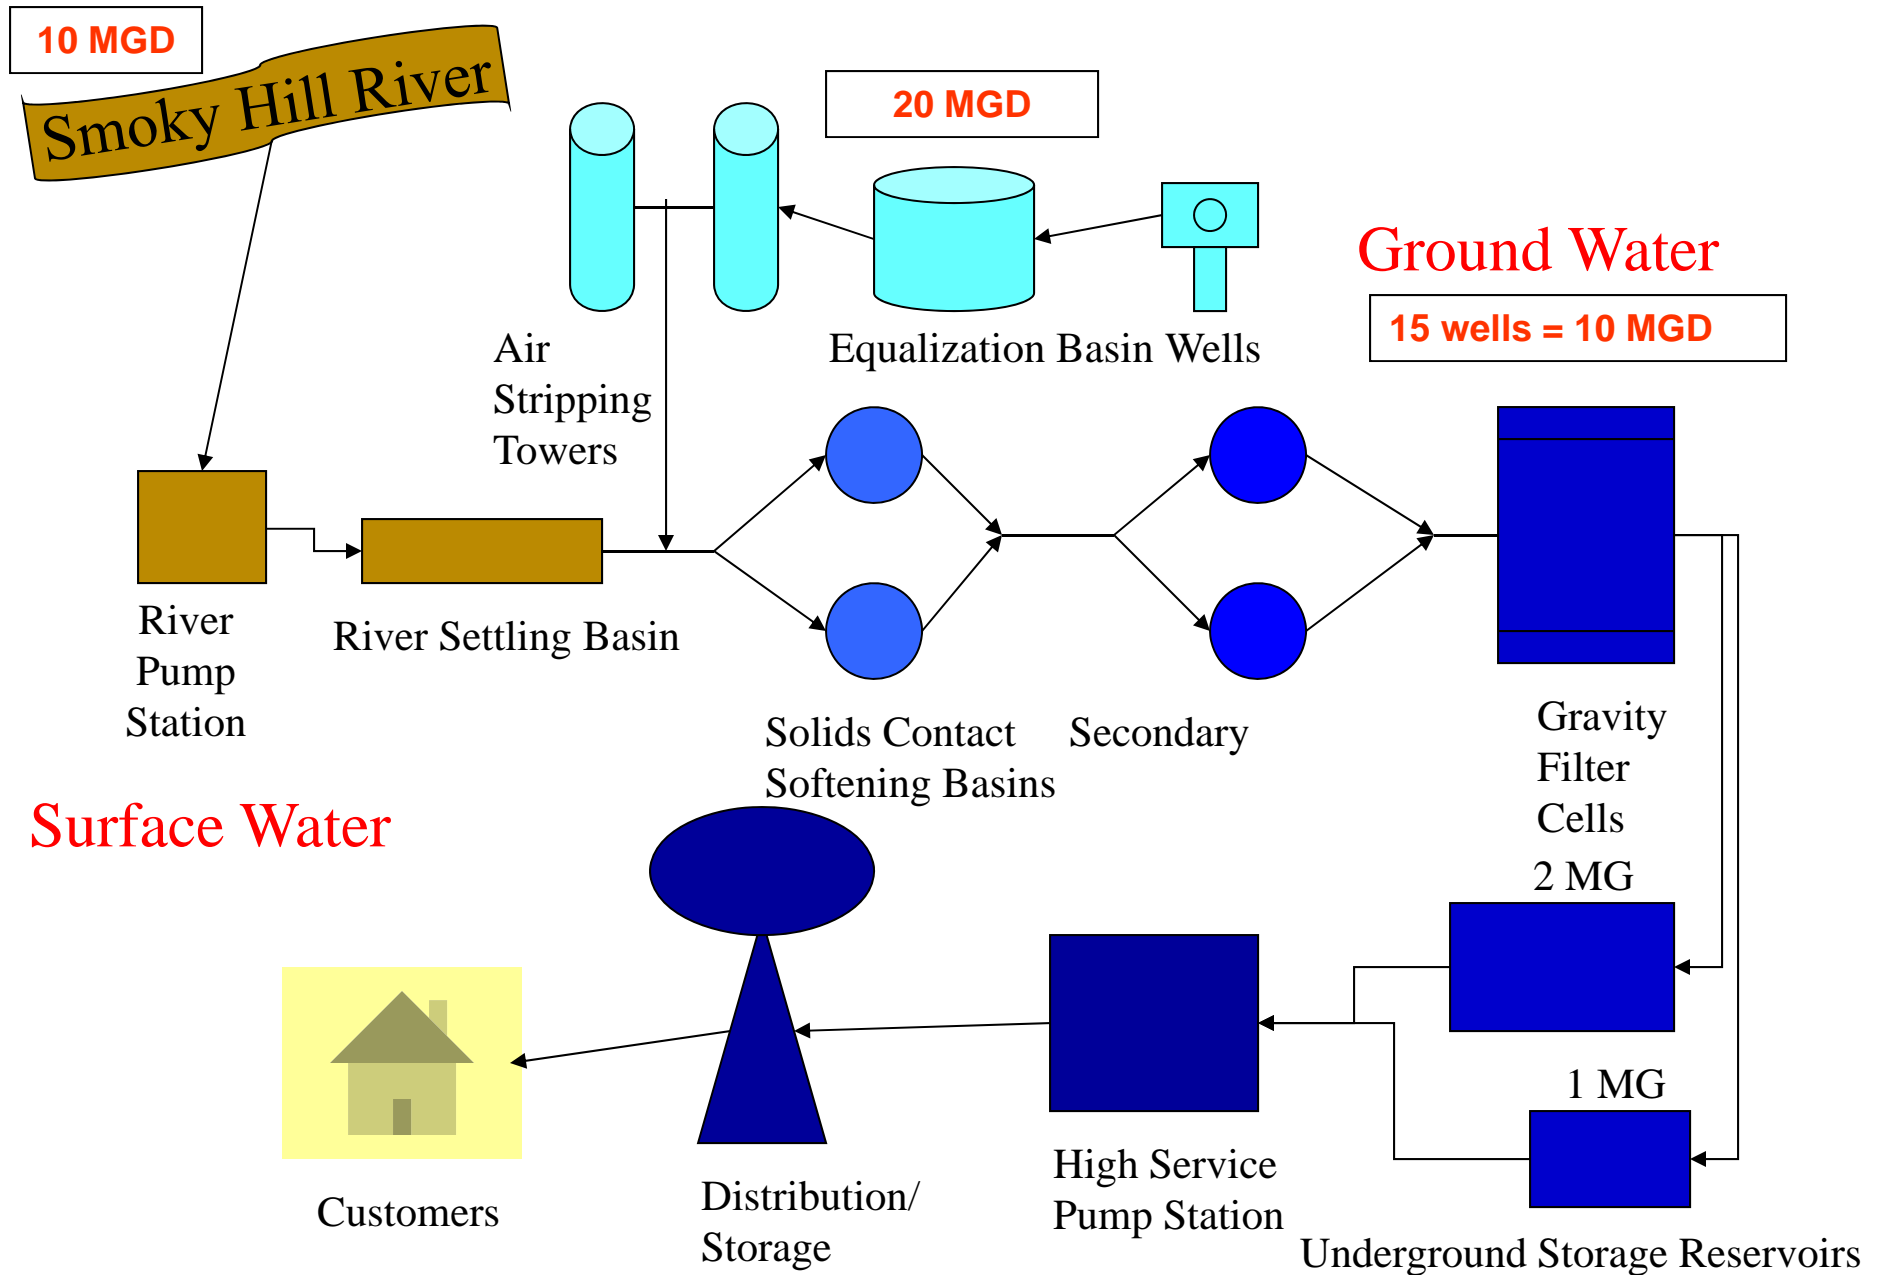 10 MGD
Smoky Hill River
20 MGD
Ground Water
15 wells = 10 MGD
Air
Stripping
Towers
Equalization Basin Wells
River
Pump
Station
River Settling Basin
Solids Contact
Softening Basins
Secondary
Gravity
Filter
Cells
Surface Water
2 MG
1 MG
Customers
Distribution/
Storage
High Service
Pump Station
Underground Storage Reservoirs